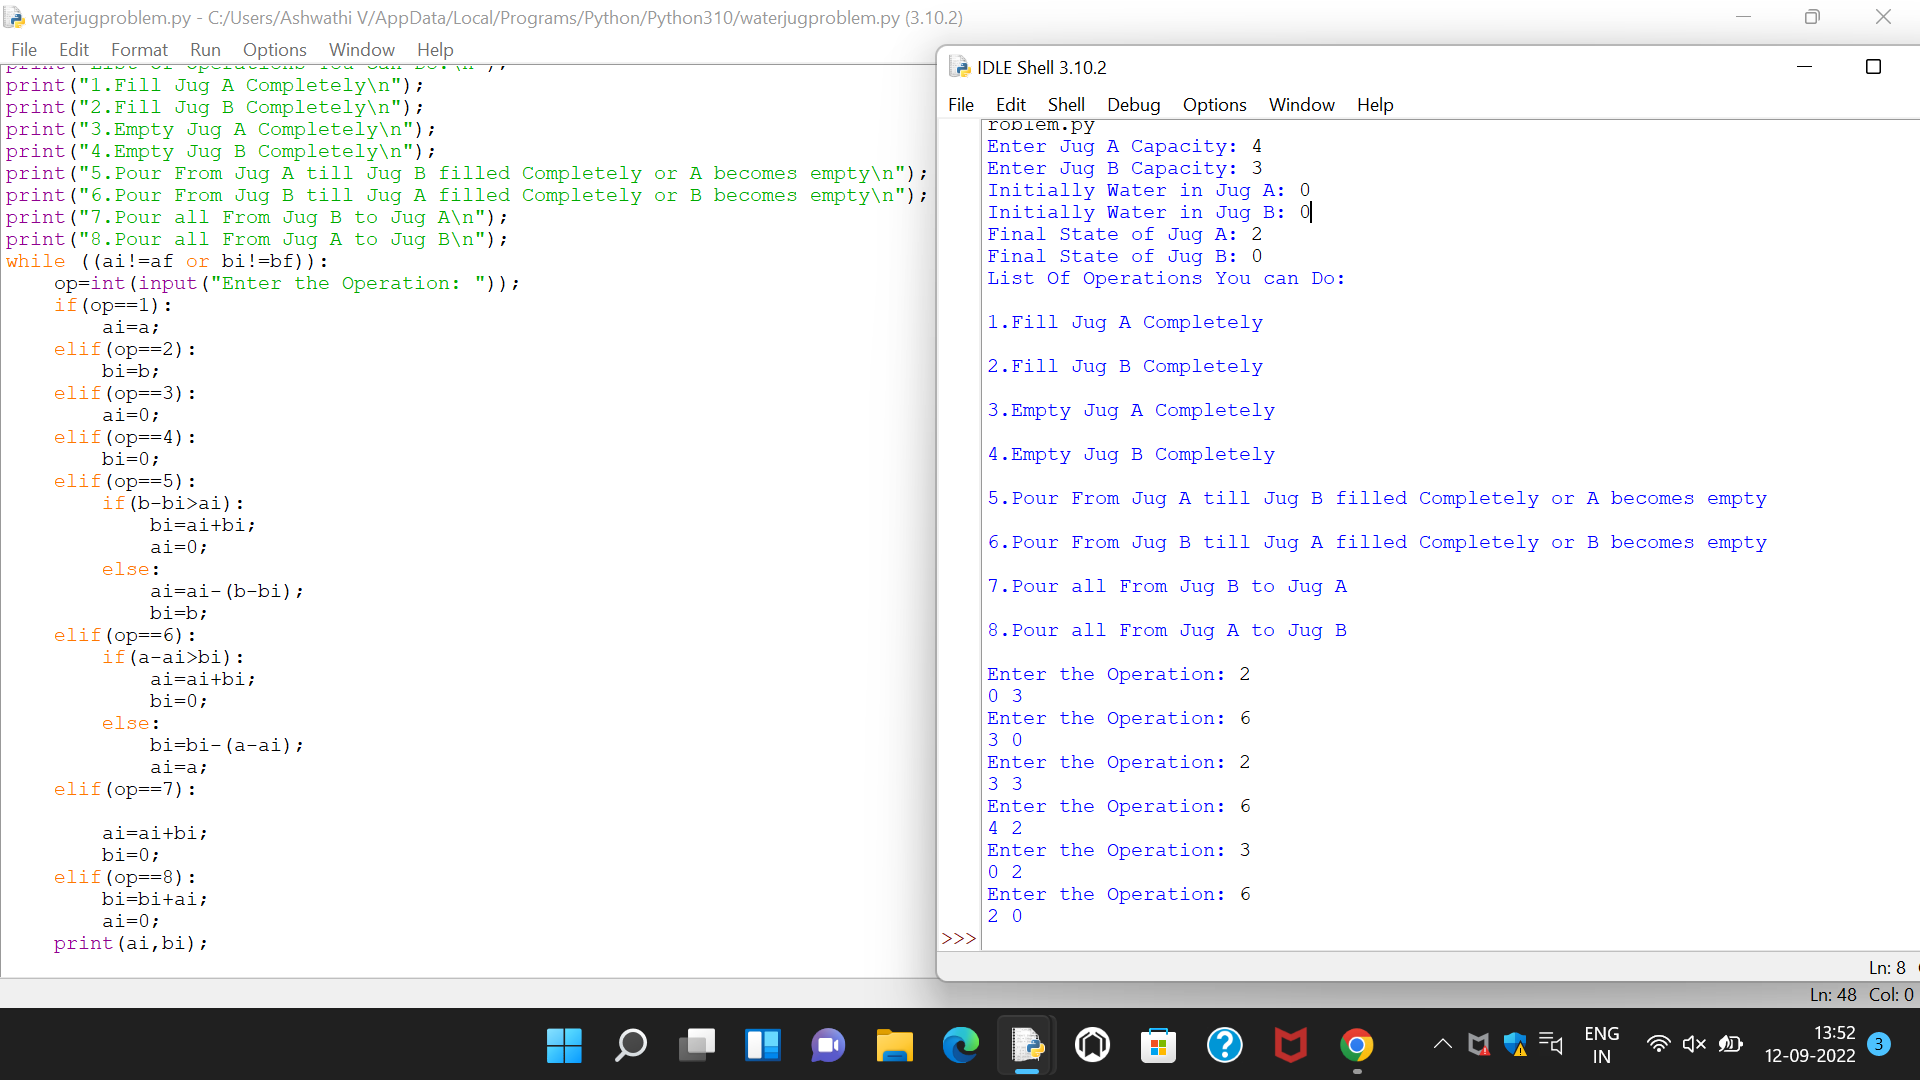 waterjugproblem.py - C:/Users/Ashwathi V/AppData/Local/Programs/Python/Python310/waterjugproblem.py (3.10.2)
File Edit Format Run Options Window Help
print("List Of Operations You can Do:\n");
print("1.Fill Jug A Completely\n");
print("2.Fill Jug B Completely\n");
print("3.Empty Jug A Completely\n");
print("4.Empty Jug B Completely\n");
print("5.Pour From Jug A till Jug B filled Completely or A becomes empty\n");
print("6.Pour From Jug B till Jug A filled Completely or B becomes empty\n");
print("7.Pour all From Jug B to Jug A\n");
print("8.Pour all From Jug A to Jug B\n");
while ((ai!=af or bi!=bf)):
    op=int(input("Enter the Operation: "));
    if(op==1):
        ai=a;
    elif(op==2):
        bi=b;
    elif(op==3):
        ai=0;
    elif(op==4):
        bi=0;
    elif(op==5):
        if(b-bi>ai):
            bi=ai+bi;
            ai=0;
        else:
            ai=ai-(b-bi);
            bi=b;
    elif(op==6):
        if(a-ai>bi):
            ai=ai+bi;
            bi=0;
        else:
            bi=bi-(a-ai);
            ai=a;
    elif(op==7):
        ai=ai+bi;
        bi=0;
    elif(op==8):
        bi=bi+ai;
        ai=0;
    print(ai,bi);
IDLE Shell 3.10.2
File Edit Shell Debug Options Window Help
roblem.py
Enter Jug A Capacity: 4
Enter Jug B Capacity: 3
Initially Water in Jug A: 0
Initially Water in Jug B: 0
Final State of Jug A: 2
Final State of Jug B: 0
List Of Operations You can Do:
1.Fill Jug A Completely
2.Fill Jug B Completely
3.Empty Jug A Completely
4.Empty Jug B Completely
5.Pour From Jug A till Jug B filled Completely or A becomes empty
6.Pour From Jug B till Jug A filled Completely or B becomes empty
7.Pour all From Jug B to Jug A
8.Pour all From Jug A to Jug B
Enter the Operation: 2
0 3
Enter the Operation: 6
3 0
Enter the Operation: 2
3 3
Enter the Operation: 6
4 2
Enter the Operation: 3
0 2
Enter the Operation: 6
2 0
>>>
Ln: 8
Ln: 48 Col: 0
ENG
IN
13:52
12-09-2022
3